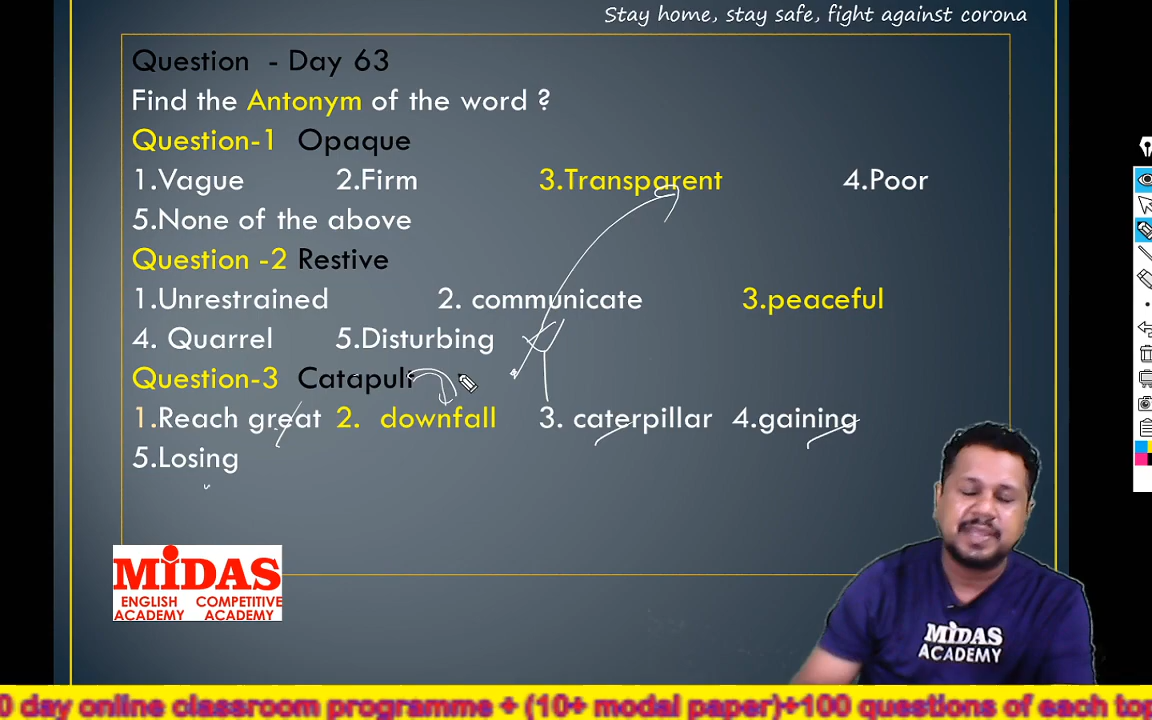 Stay home, stay safe, fight against corona
Question - Day 63
Find the Antonym of the word ?
Question-1 Opaque
1.Vague 2.Firm 3.Transparent 4.Poor
5.None of the above
Question -2 Restive
1.Unrestrained 2. communicate 3.peaceful
4. Quarrel 5.Disturbing
Question-3 Catapult
1.Reach great 2. downfall 3. caterpillar 4.gaining
5.Losing
MiDAS
ENGLISH COMPETITIVE
ACADEMY ACADEMY
MiDAS
ACADEMY
0 day online classroom programme + (10+ modal paper)+100 questions of each top